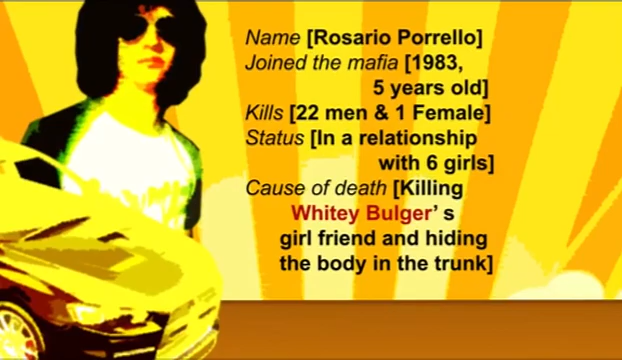 Name [Rosario Porrello]
Joined the mafia [1983,
5 years old]
Kills [22 men & 1 Female]
Status [In a relationship
with 6 girls]
Cause of death [Killing
Whitey Bulger’ s
girl friend and hiding
the body in the trunk]